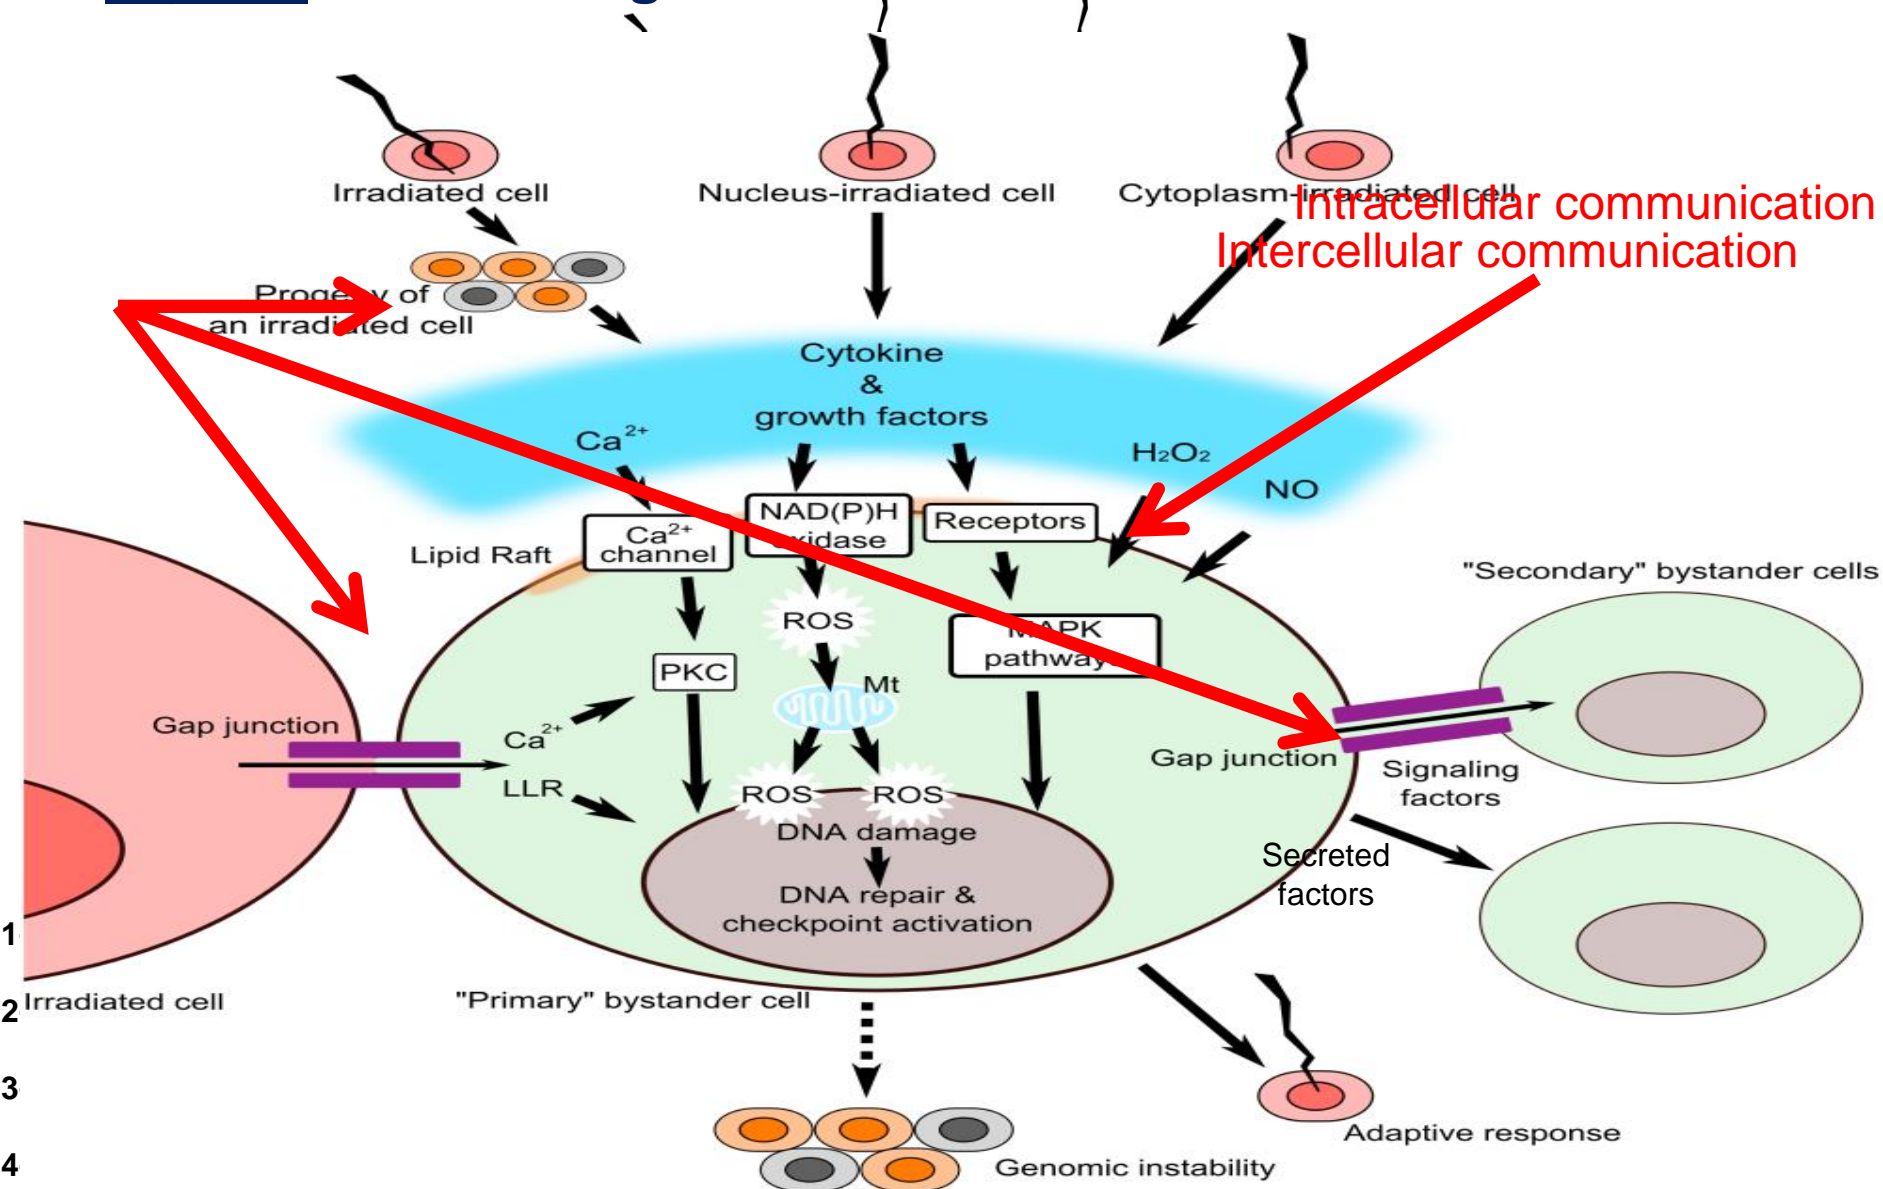 Irradiated cell
Nucleus-irradiated cell
Cytoplasm-irradiated cell
Intracellular communication
Intercellular communication
Progeny of
an irradiated cell
Cytokine
&
growth factors
Ca2+
H2O2
NO
Lipid Raft
Ca2+
channel
NAD(P)H
oxidase
Receptors
"Secondary" bystander cells
ROS
MAPK
pathways
PKC
Mt
Gap junction
Ca2+
LLR
Gap junction
Signaling
factors
ROS
ROS
DNA damage
DNA repair &
checkpoint activation
Secreted
factors
1
Irradiated cell
"Primary" bystander cell
2
3
Adaptive response
4
Genomic instability